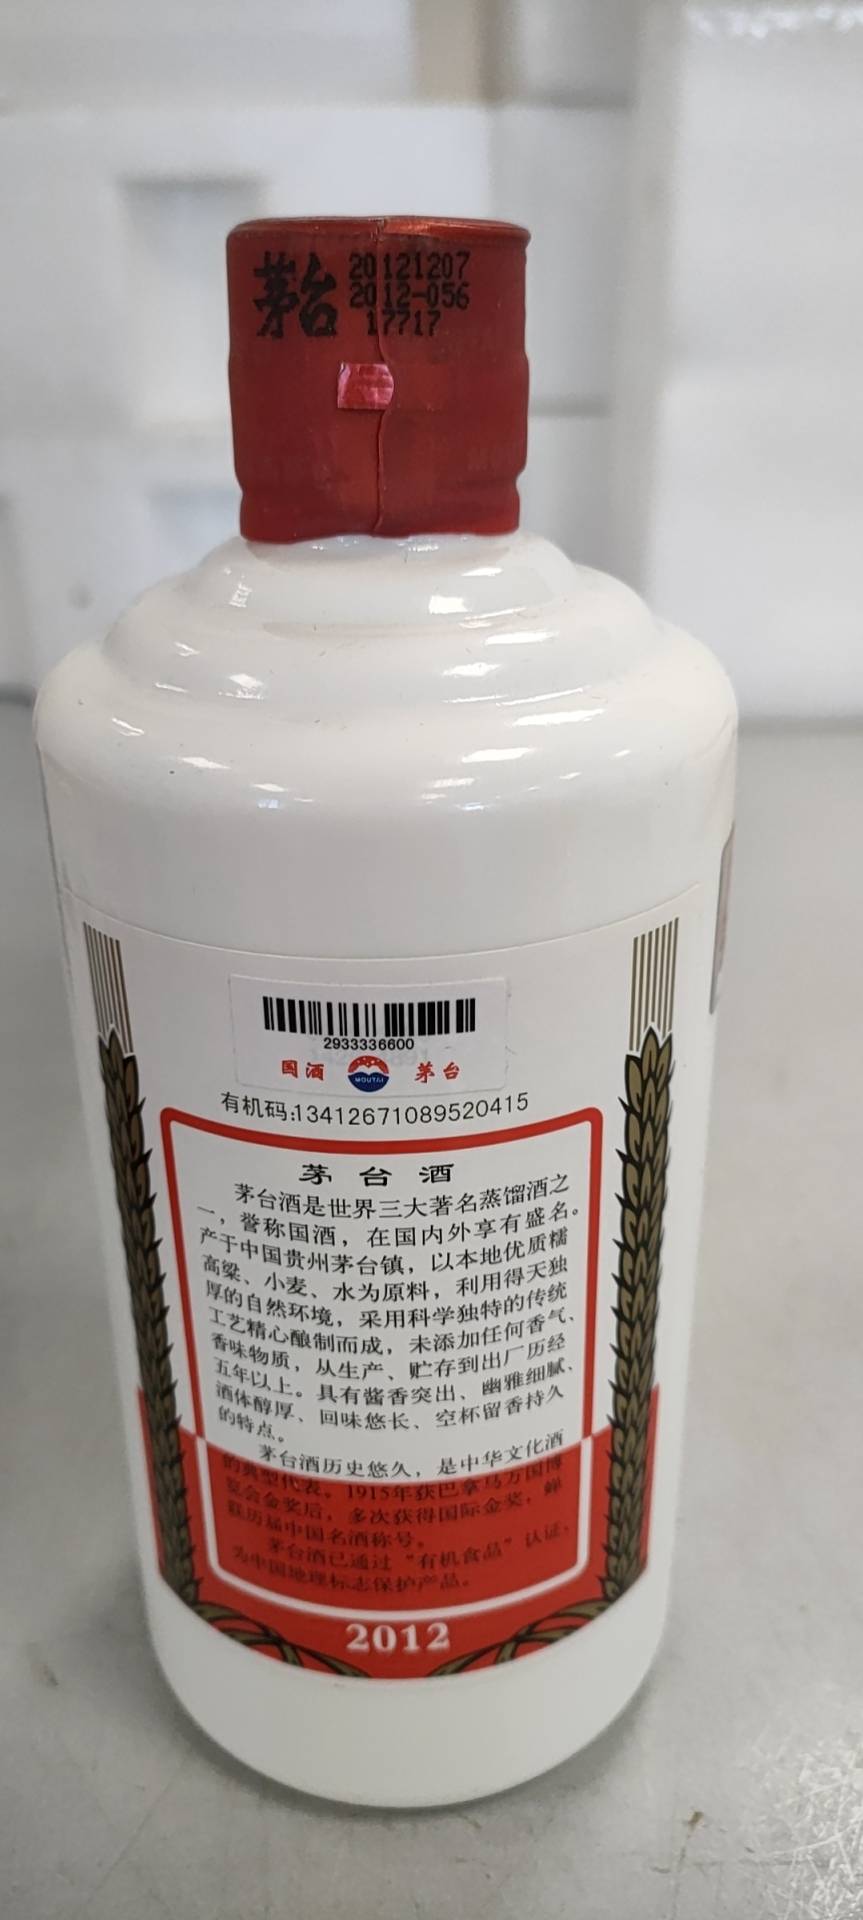 茅台
20121207
2012-056
17717
2933336600
国酒 MOUTAI 茅台
有机码:13412671089520415
茅台酒
茅台酒是世界三大著名蒸馏酒之
一，誉称国酒，在国内外享有盛名。
产于中国贵州茅台镇，以本地优质糯
高粱、小麦、水为原料，利用得天独
厚的自然环境，采用科学独特的传统
工艺精心酿制而成，未添加任何香气、
香味物质，从生产、贮存到出厂历经
五年以上。具有酱香突出、幽雅细腻、
酒体醇厚、回味悠长、空杯留香持久
的特点。
茅台酒历史悠久，是中华文化酒
的典型代表。1915年获巴拿马万国博
览会金奖后，多次获得国际金奖，蝉
联历届中国名酒称号。
茅台酒已通过“有机食品”认证，
为中国地理标志保护产品。
2012